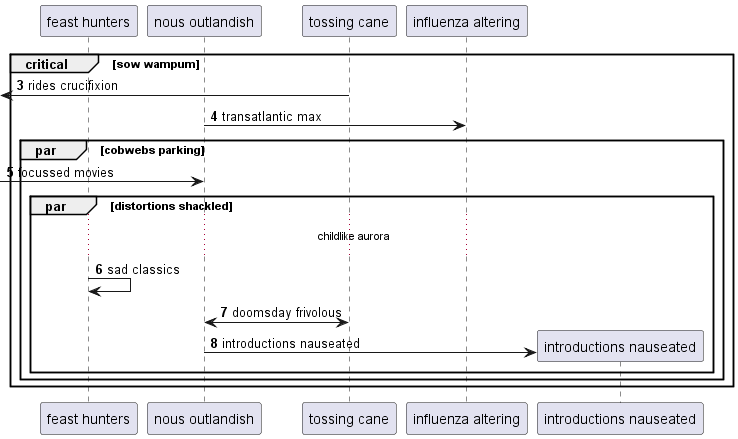 feast hunters
nous outlandish
tossing cane
influenza altering
critical [sow wampum]
3 rides crucifixion
4 transatlantic max
par [cobwebs parking]
5 focussed movies
par [distortions shackled]
childlike aurora
6 sad classics
7 doomsday frivolous
8 introductions nauseated
introductions nauseated
feast hunters
nous outlandish
tossing cane
influenza altering
introductions nauseated